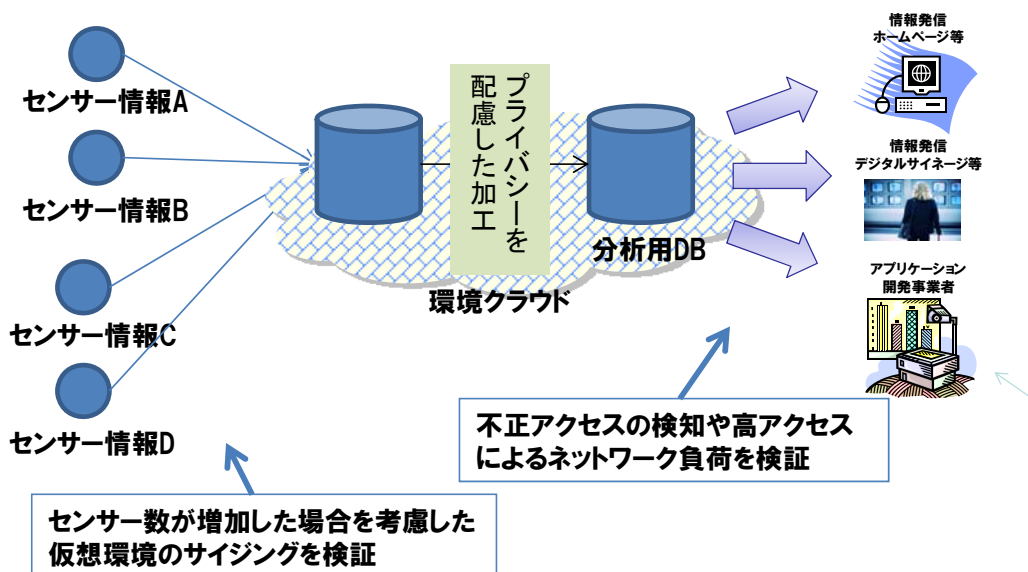 情報発信
ホームページ等
センサー情報A
プライバシーを
配慮した加工
情報発信
デジタルサイネージ等
センサー情報B
分析用DB
アプリケーション
開発事業者
環境クラウド
センサー情報C
不正アクセスの検知や高アクセス
によるネットワーク負荷を検証
センサー情報D
センサー数が増加した場合を考慮した
仮想環境のサイジングを検証